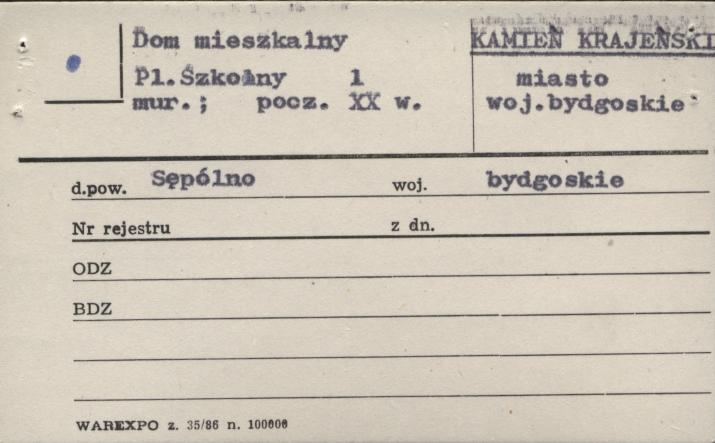 Dom mieszkalny
Pl.Szkolny 1
mur.; pocz. XX w.
KAMIEŃ KRAJEŃSKI
miasto
woj.bydgoskie
d.pow. Sępólno woj. bydgoskie
Nr rejestru z dn.
ODZ
BDZ
WAREXPO z. 35/86 n. 100000